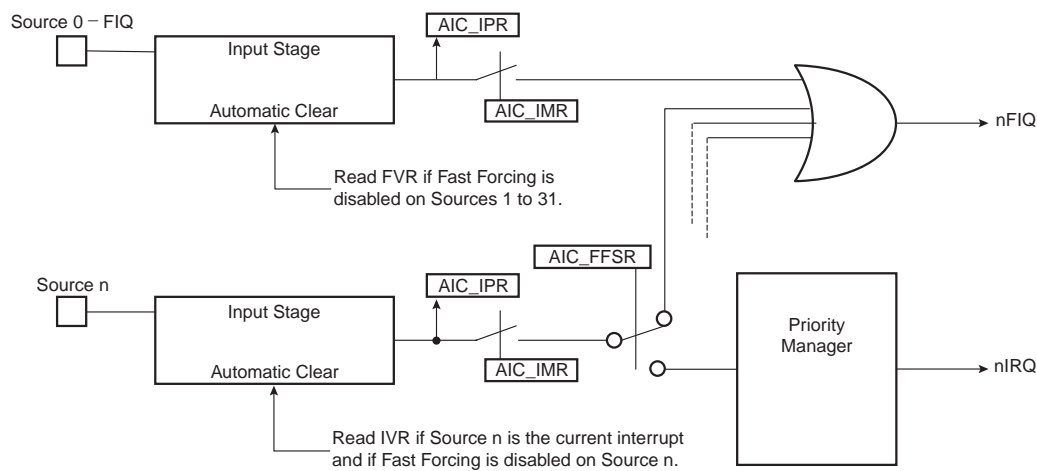 Source 0 – FIQ
AIC_IPR
Input Stage
Automatic Clear
AIC_IMR
nFIQ
Read FVR if Fast Forcing is
disabled on Sources 1 to 31.
AIC_FFSR
Source n
AIC_IPR
Input Stage
Priority
Manager
Automatic Clear
AIC_IMR
nIRQ
Read IVR if Source n is the current interrupt
and if Fast Forcing is disabled on Source n.